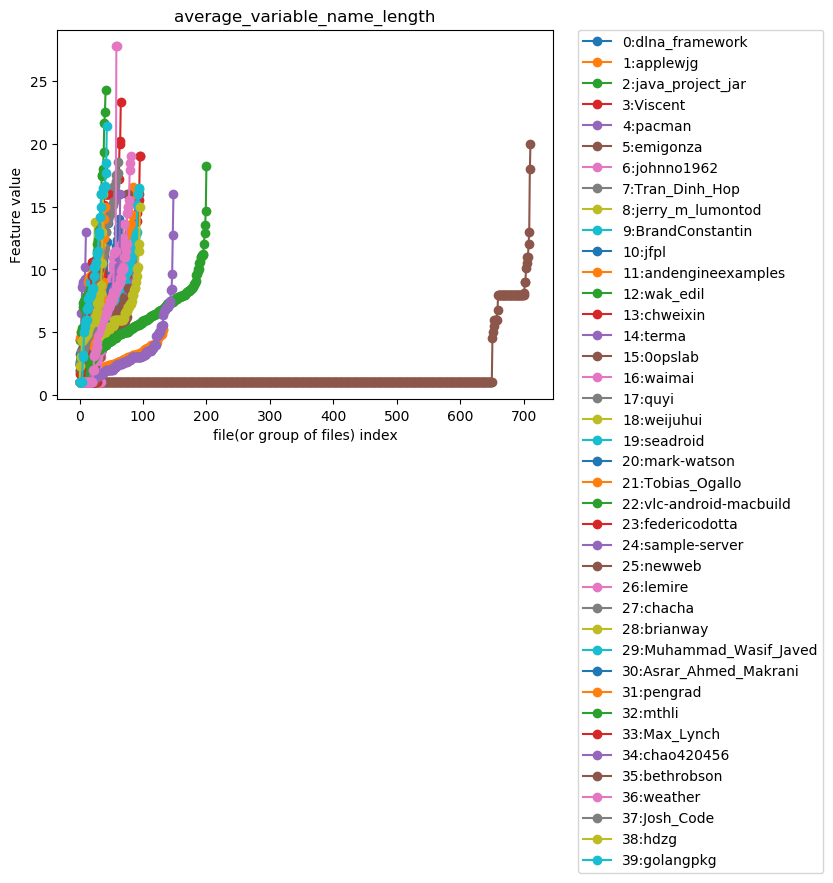 average_variable_name_length
Feature value
25
20
15
10
5
0
0
100
200
300
400
500
600
700
file(or group of files) index
0:dlna_framework
1:applewjg
2:java_project_jar
3:Viscent
4:pacman
5:emigonza
6:johnno1962
7:Tran_Dinh_Hop
8:jerry_m_lumontod
9:BrandConstantin
10:jfpl
11:andengineexamples
12:wak_edil
13:chweixin
14:terma
15:0opslab
16:waimai
17:quyi
18:weijuhui
19:seadroid
20:mark-watson
21:Tobias_Ogallo
22:vlc-android-macbuild
23:federicodotta
24:sample-server
25:newweb
26:lemire
27:chacha
28:brianway
29:Muhammad_Wasif_Javed
30:Asrar_Ahmed_Makrani
31:pengrad
32:mthli
33:Max_Lynch
34:chao420456
35:bethrobson
36:weather
37:Josh_Code
38:hdzg
39:golangpkg